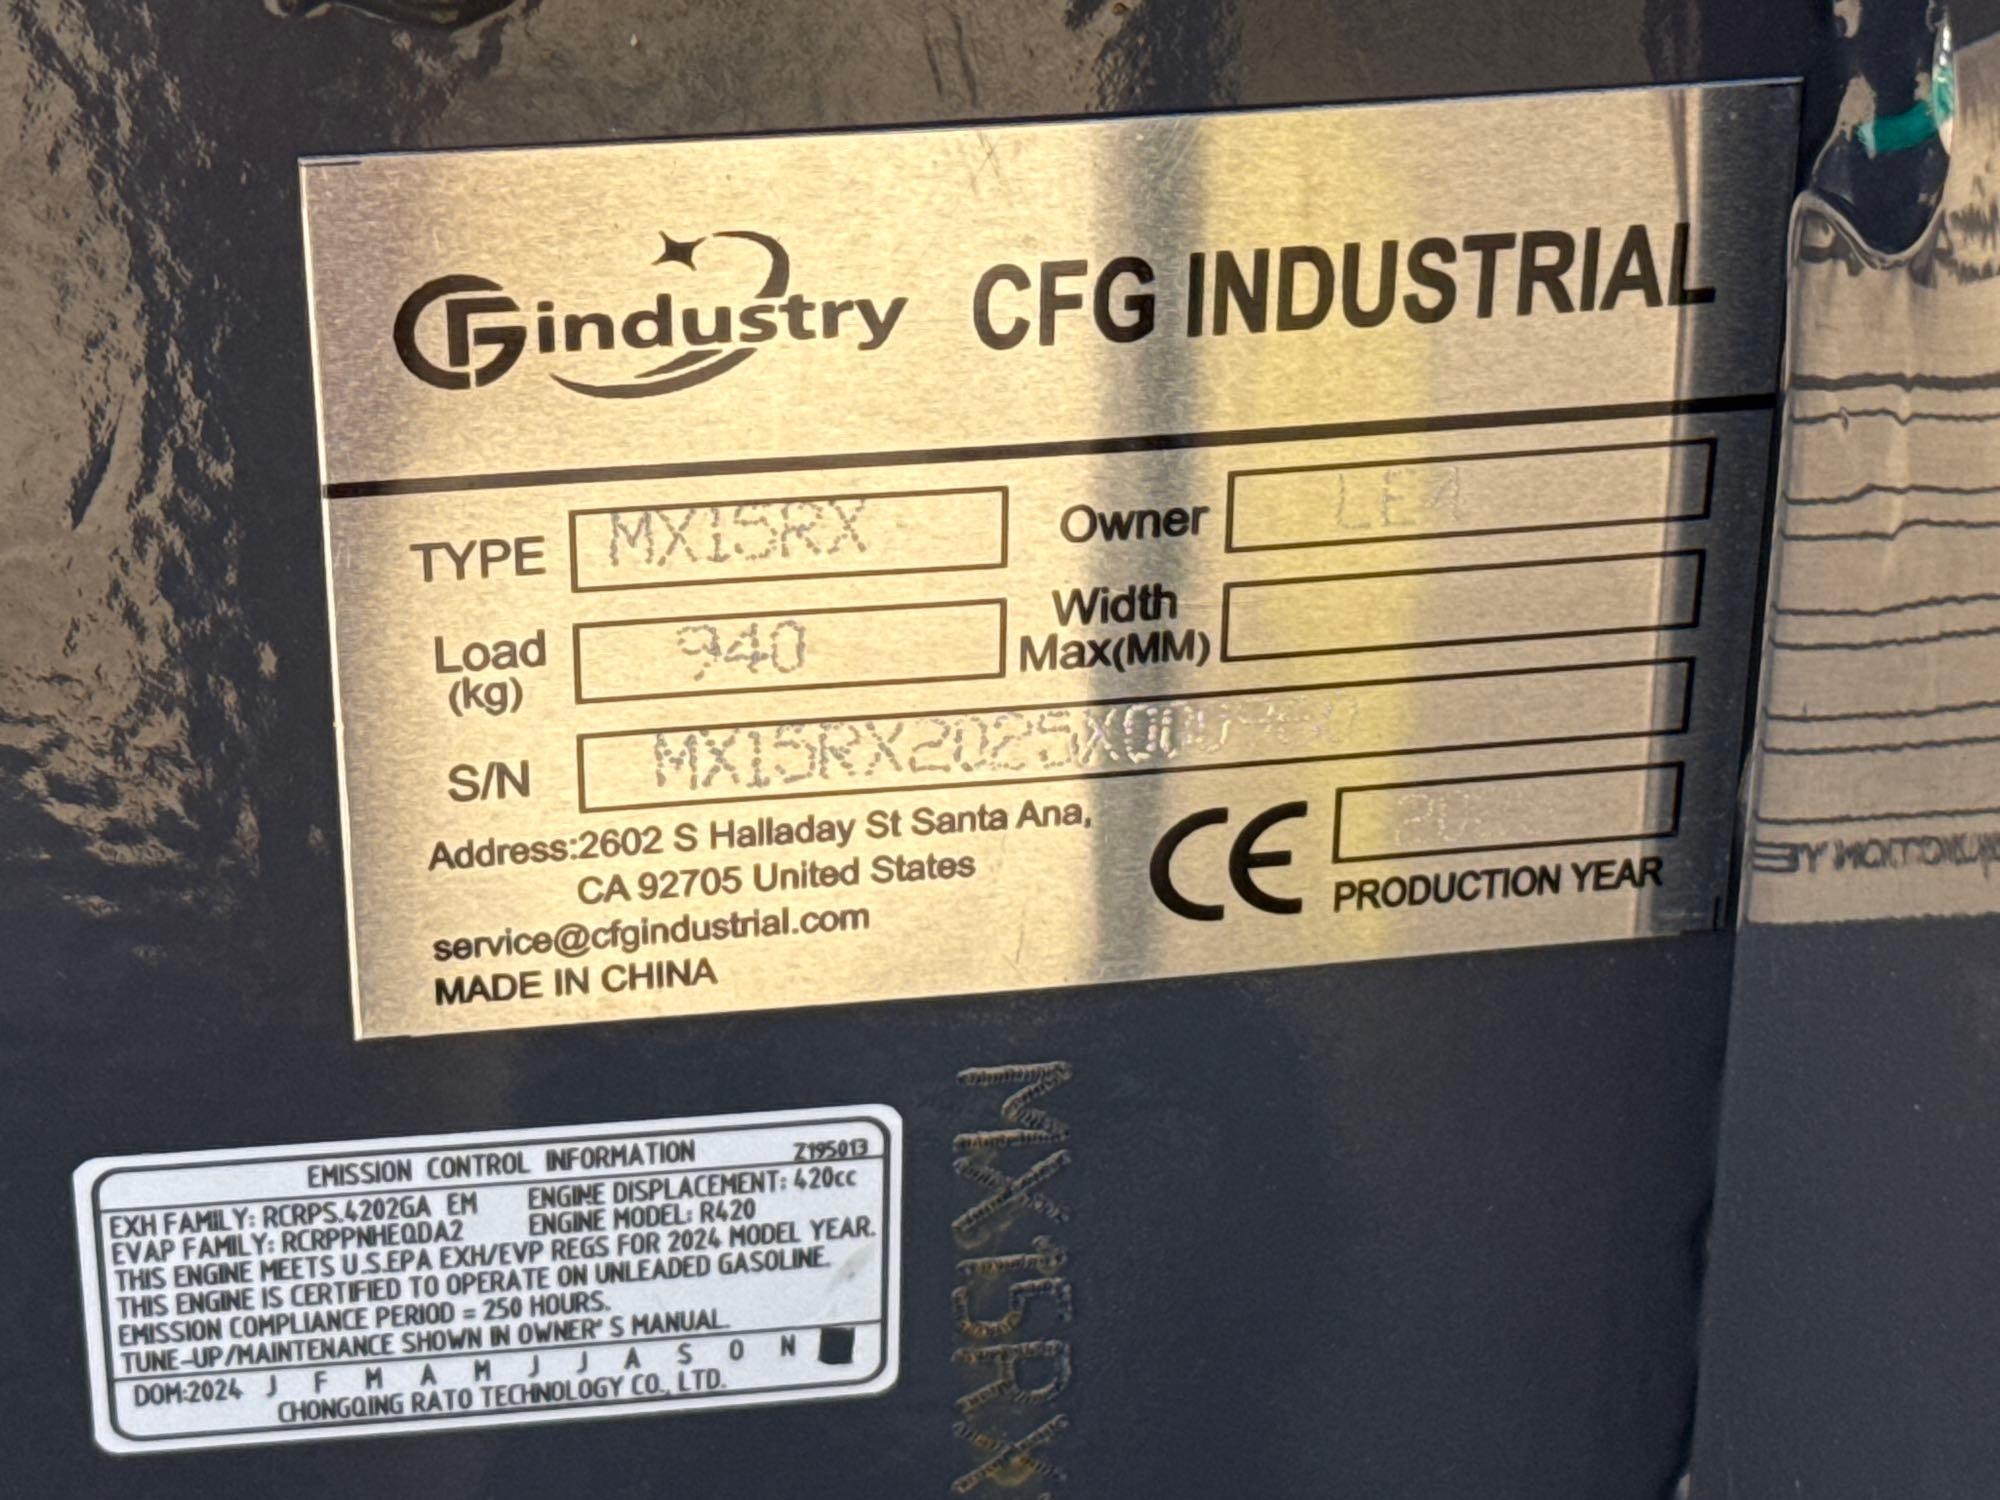 CFG industry CFG INDUSTRIAL
TYPE MX15RX Owner
Load (kg) 940 Width Max(MM)
S/N
Address:2602 S Halladay St Santa Ana,
CA 92705 United States
service@cfgindustrial.com
MADE IN CHINA
CE
PRODUCTION YEAR
MX15RX
EMISSION CONTROL INFORMATION Z195013
EXH FAMILY: RCRPS.4202GA EM ENGINE DISPLACEMENT: 420cc
EVAP FAMILY: RCRPPNHEQDA2 ENGINE MODEL: R420
THIS ENGINE MEETS U.S.EPA EXH/EVP REGS FOR 2024 MODEL YEAR.
THIS ENGINE IS CERTIFIED TO OPERATE ON UNLEADED GASOLINE.
EMISSION COMPLIANCE PERIOD = 250 HOURS.
TUNE-UP/MAINTENANCE SHOWN IN OWNER'S MANUAL.
DOM:2024 J F M A M J J A S O N
CHONGQING RATO TECHNOLOGY CO., LTD.